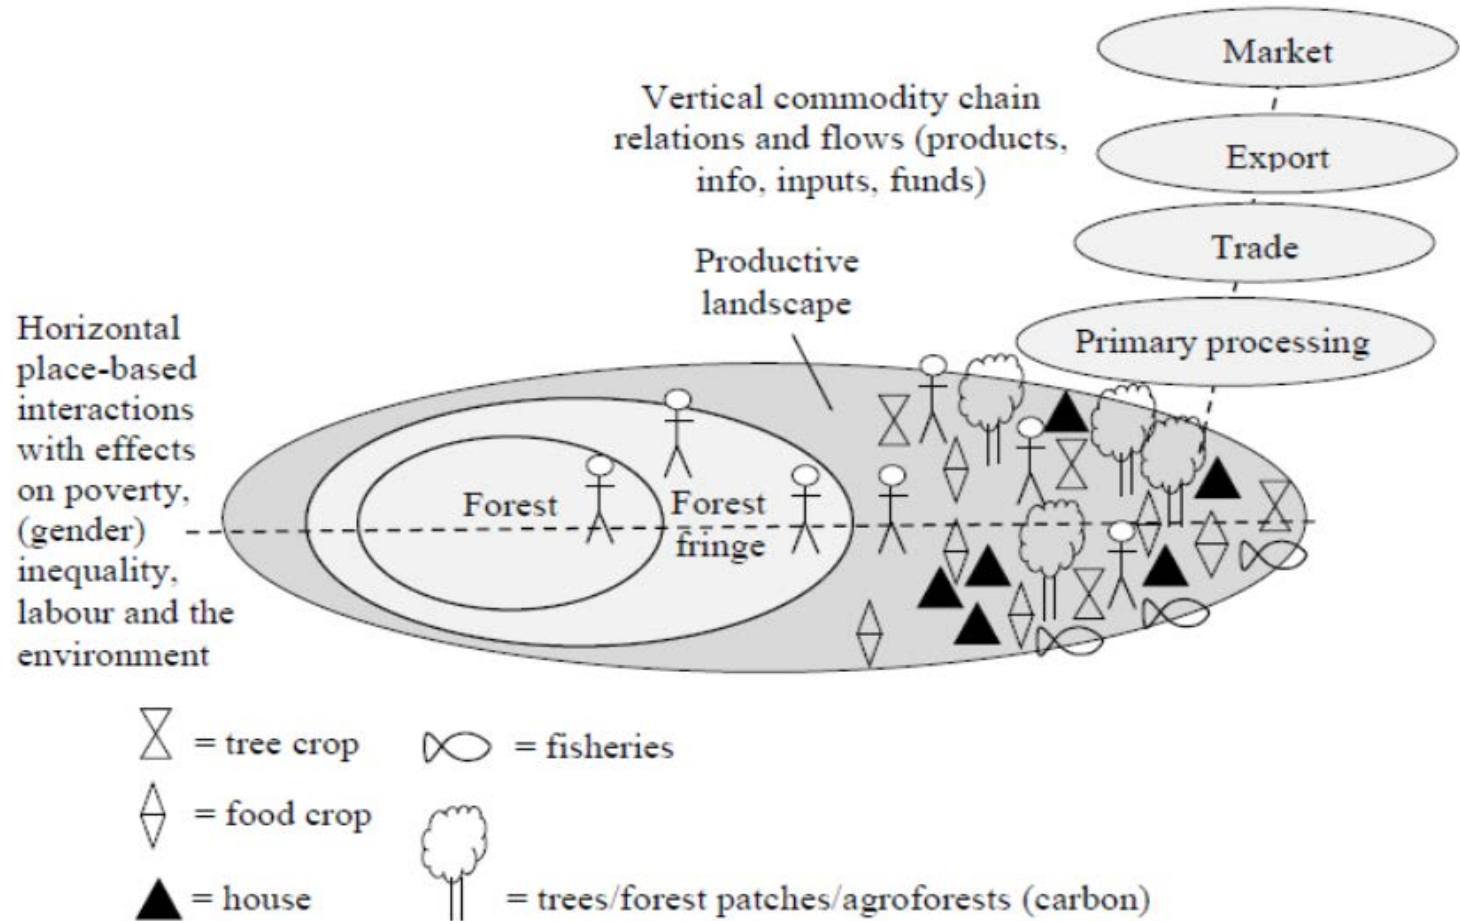 Market
Vertical commodity chain
relations and flows (products,
info, inputs, funds)
Export
Trade
Productive
landscape
Primary processing
Horizontal
place-based
interactions
with effects
on poverty,
(gender)
inequality,
labour and the
environment
Forest
Forest
fringe
= tree crop
= fisheries
= food crop
= house
= trees/forest patches/agroforests (carbon)